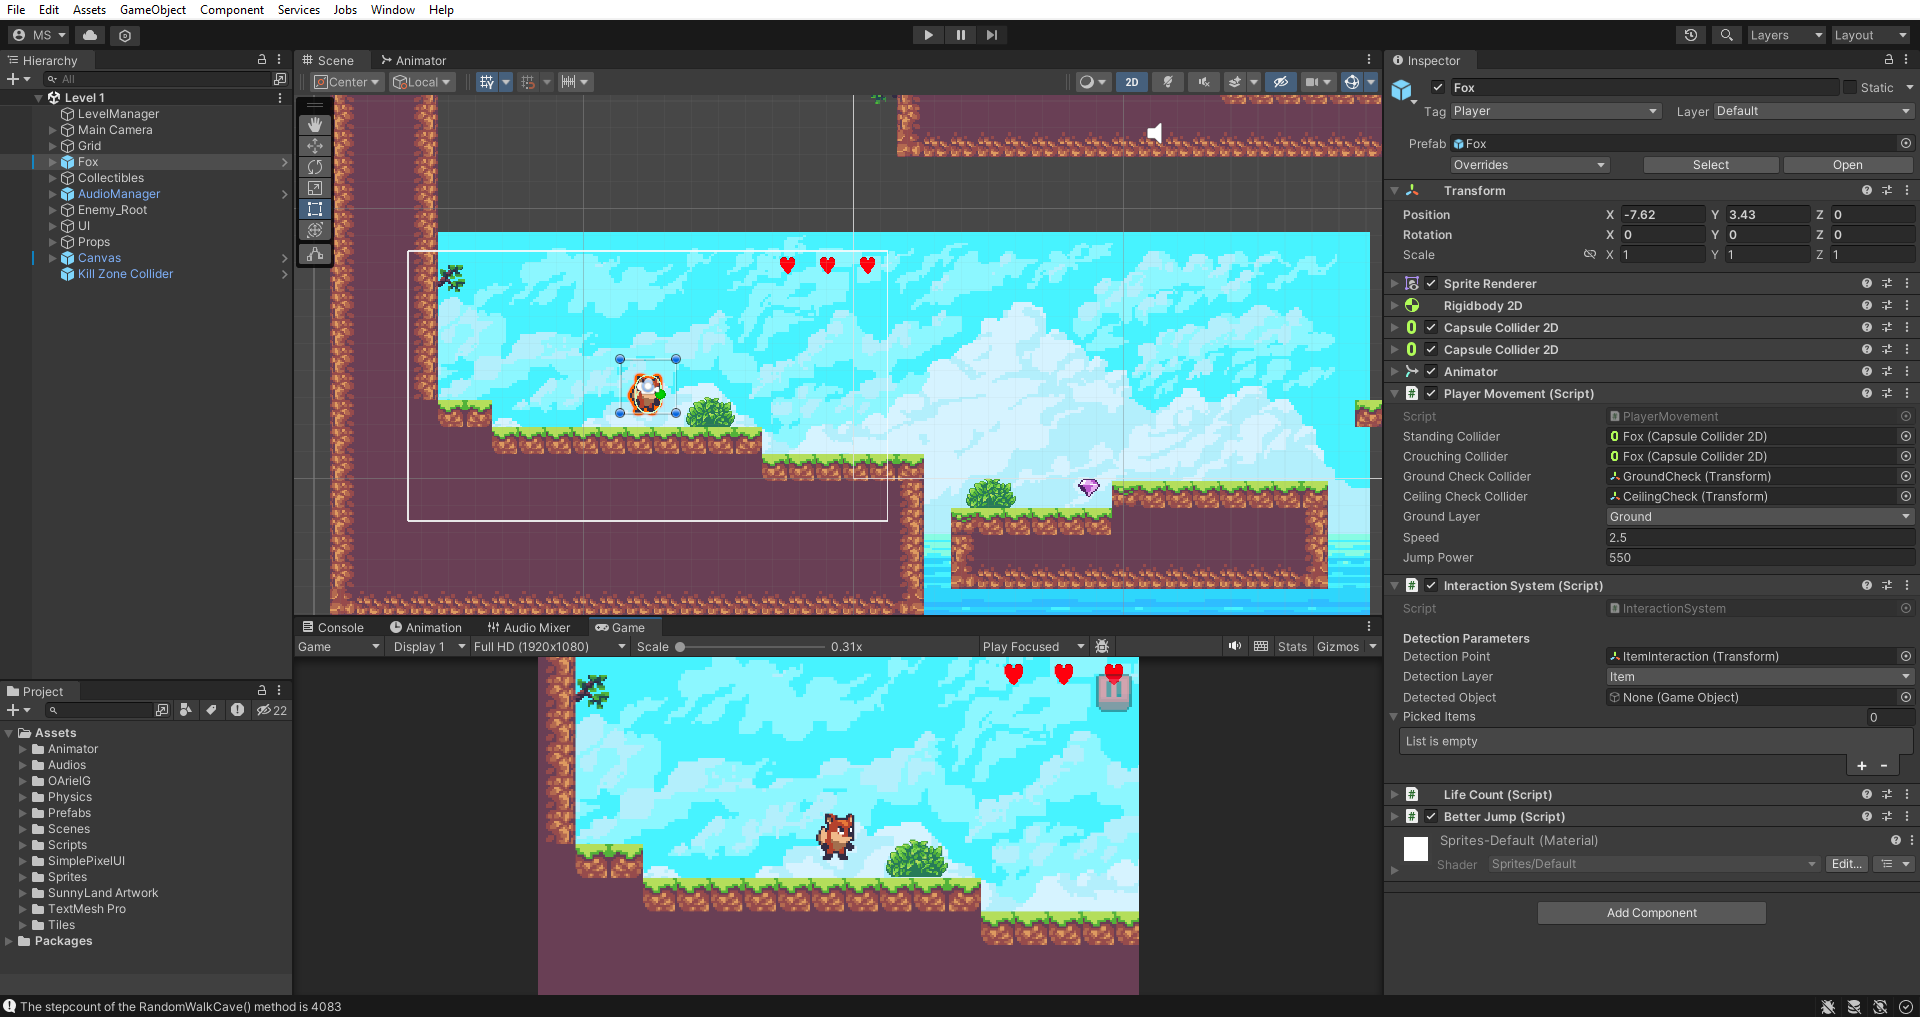 File Edit Assets GameObject Component Services Jobs Window Help
MS
Layers
Layout
Hierarchy
All
Level 1
LevelManager
Main Camera
Grid
Fox
Collectibles
AudioManager
Enemy_Root
UI
Props
Canvas
Kill Zone Collider
Scene
Animator
Center
Local
2D
Console
Animation
Audio Mixer
Game
Game
Display 1
Full HD (1920x1080)
Scale
0.31x
Play Focused
Stats
Gizmos
Project
22
Assets
Animator
Audios
OArielG
Physics
Prefabs
Scenes
Scripts
SimplePixelUI
Sprites
SunnyLand Artwork
TextMesh Pro
Tiles
Packages
Inspector
Fox
Static
Tag Player
Layer Default
Prefab Fox
Overrides
Select
Open
Transform
Position X -7.62 Y 3.43 Z 0
Rotation X 0 Y 0 Z 0
Scale X 1 Y 1 Z 1
Sprite Renderer
Rigidbody 2D
Capsule Collider 2D
Capsule Collider 2D
Animator
# Player Movement (Script)
Script # PlayerMovement
Standing Collider Fox (Capsule Collider 2D)
Crouching Collider Fox (Capsule Collider 2D)
Ground Check Collider GroundCheck (Transform)
Ceiling Check Collider CeilingCheck (Transform)
Ground Layer Ground
Speed 2.5
Jump Power 550
# Interaction System (Script)
Script # InteractionSystem
Detection Parameters
Detection Point ItemInteraction (Transform)
Detection Layer Item
Detected Object None (Game Object)
Picked Items 0
List is empty
+ -
# Life Count (Script)
# Better Jump (Script)
Sprites-Default (Material)
Shader Sprites/Default Edit...
Add Component
The stepcount of the RandomWalkCave() method is 4083